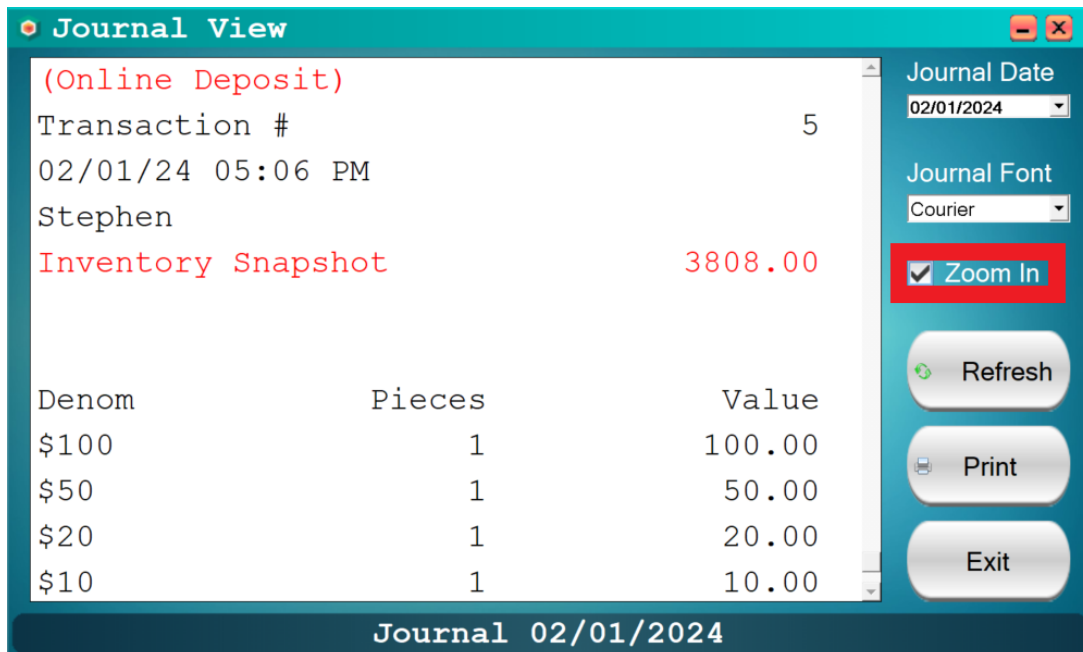 Journal View
(Online Deposit)
Transaction # 5
02/01/24 05:06 PM
Stephen
Inventory Snapshot 3808.00
Denom Pieces Value
$100 1 100.00
$50 1 50.00
$20 1 20.00
$10 1 10.00
Journal Date
02/01/2024
Journal Font
Courier
Zoom In
Refresh
Print
Exit
Journal 02/01/2024